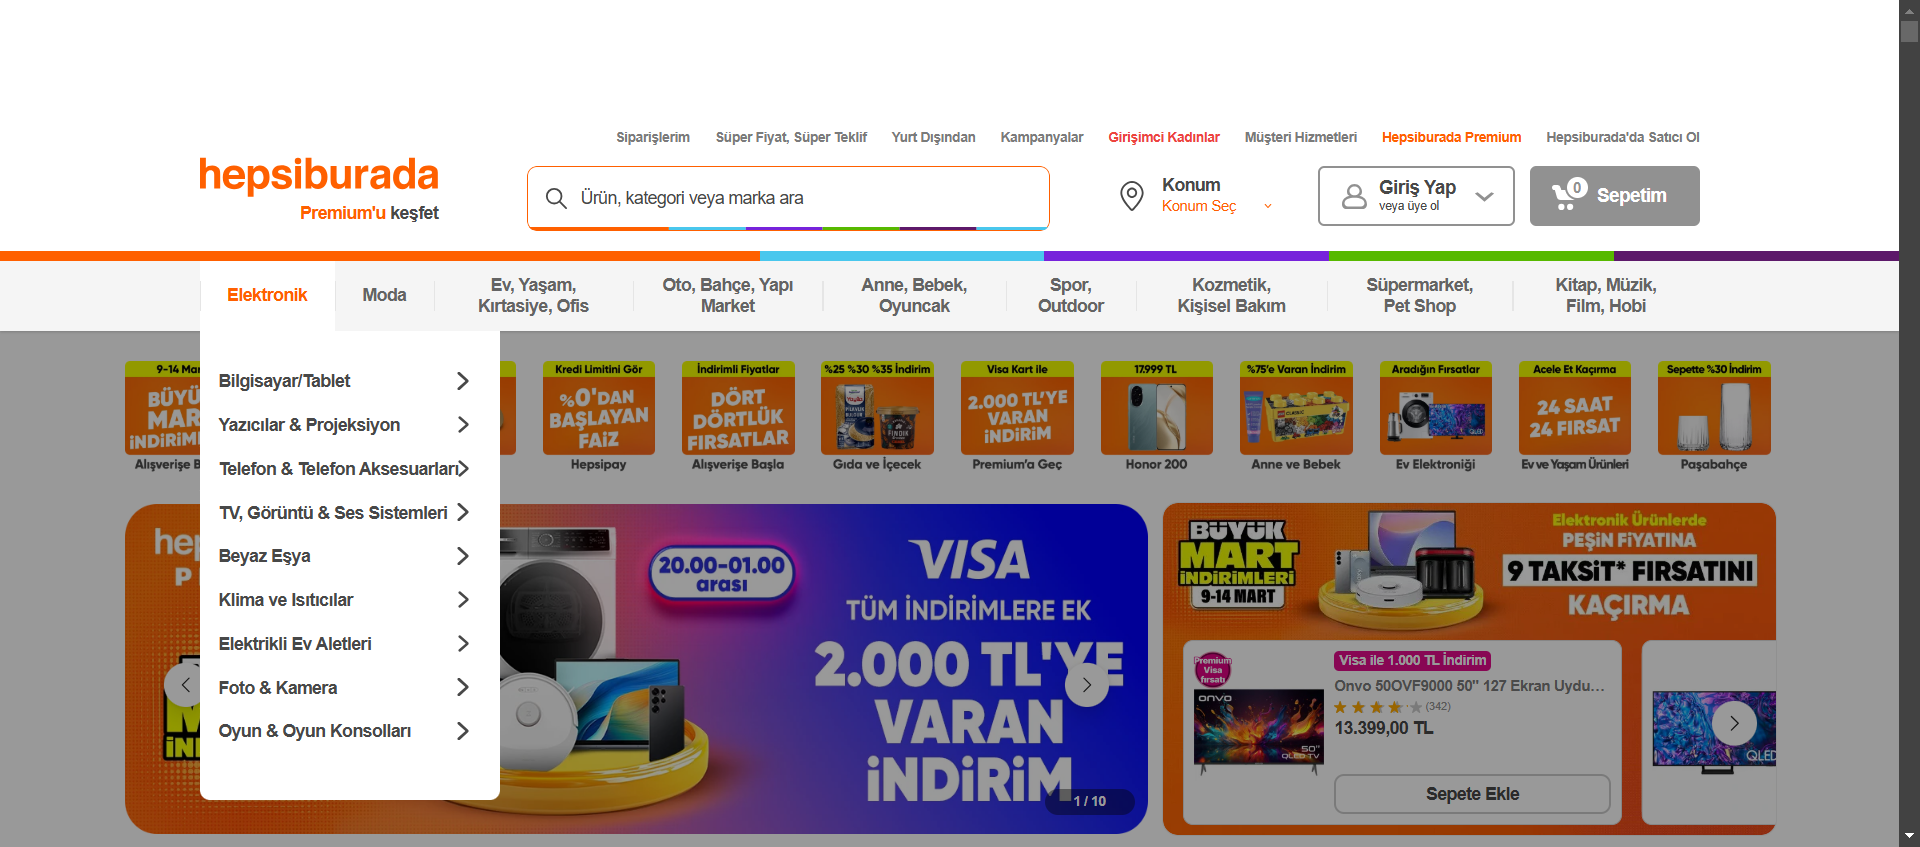 Siparişlerim
Süper Fiyat, Süper Teklif
Yurt Dışından
Kampanyalar
Girişimci Kadınlar
Müşteri Hizmetleri
Hepsiburada Premium
Hepsiburada'da Satıcı Ol
hepsiburada
Premium'u keşfet
Ürün, kategori veya marka ara
Konum
Konum Seç
Giriş Yap
veya üye ol
0
Sepetim
Elektronik
Moda
Ev, Yaşam,
Kırtasiye, Ofis
Oto, Bahçe, Yapı
Market
Anne, Bebek,
Oyuncak
Spor,
Outdoor
Kozmetik,
Kişisel Bakım
Süpermarket,
Pet Shop
Kitap, Müzik,
Film, Hobi
Bilgisayar/Tablet
Yazıcılar & Projeksiyon
Telefon & Telefon Aksesuarları
TV, Görüntü & Ses Sistemleri
Beyaz Eşya
Klima ve Isıtıcılar
Elektrikli Ev Aletleri
Foto & Kamera
Oyun & Oyun Konsolları
9-14 Mar
BÜYÜ
MAR
İNDİRİM
Alışverişe B
Kredi Limitini Gör
%0'DAN
BAŞLAYAN
FAİZ
Hepsipay
İndirimli Fiyatlar
DÖRT
DÖRTLÜK
FIRSATLAR
Alışverişe Başla
%25 %30 %35 İndirim
Gıda ve İçecek
Visa Kart ile
2.000 TL'YE
VARAN
İNDİRİM
Premium'a Geç
17.999 TL
Honor 200
%75'e Varan İndirim
Anne ve Bebek
Aradığın Fırsatlar
Ev Elektroniği
Acele Et Kaçırma
24 SAAT
24 FIRSAT
Ev ve Yaşam Ürünleri
Sepette %30 İndirim
Paşabahçe
hep
P
20.00-01.00
arası
VISA
TÜM İNDİRİMLERE EK
2.000 TL'YE
VARAN
İNDİRİM
1 / 10
BÜYÜK
MART
İNDİRİMLERİ
9-14 MART
Elektronik Ürünlerde
PEŞİN FİYATINA
9 TAKSİT* FIRSATINI
KAÇIRMA
Premium
Visa
fırsatı
ONVO
50"
QLED TV
Visa ile 1.000 TL İndirim
Onvo 50OVF9000 50" 127 Ekran Uydu…
(342)
13.399,00 TL
Sepete Ekle
QLED